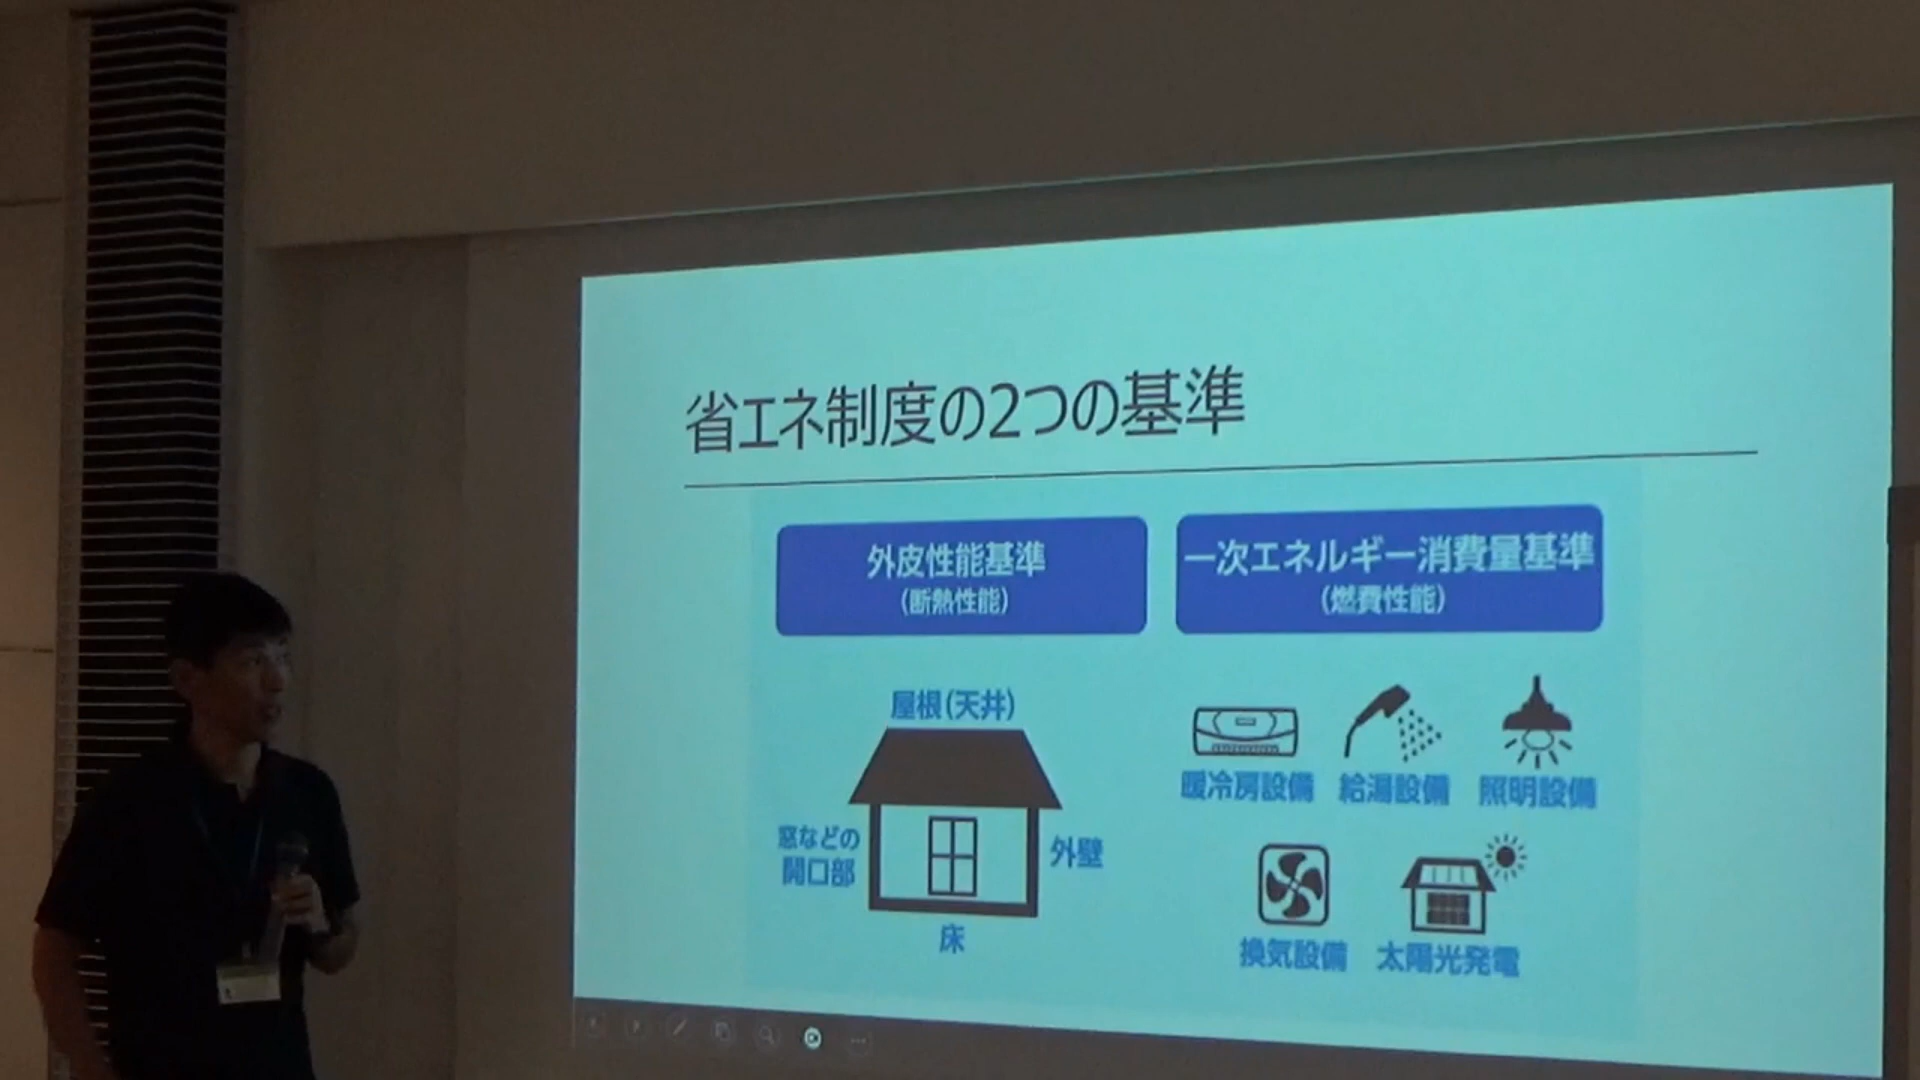 省エネ制度の2つの基準
外皮性能基準
(断熱性能)
一次エネルギー消費量基準
(燃費性能)
屋根(天井)
窓などの
開口部
外壁
床
暖冷房設備
給湯設備
照明設備
換気設備
太陽光発電